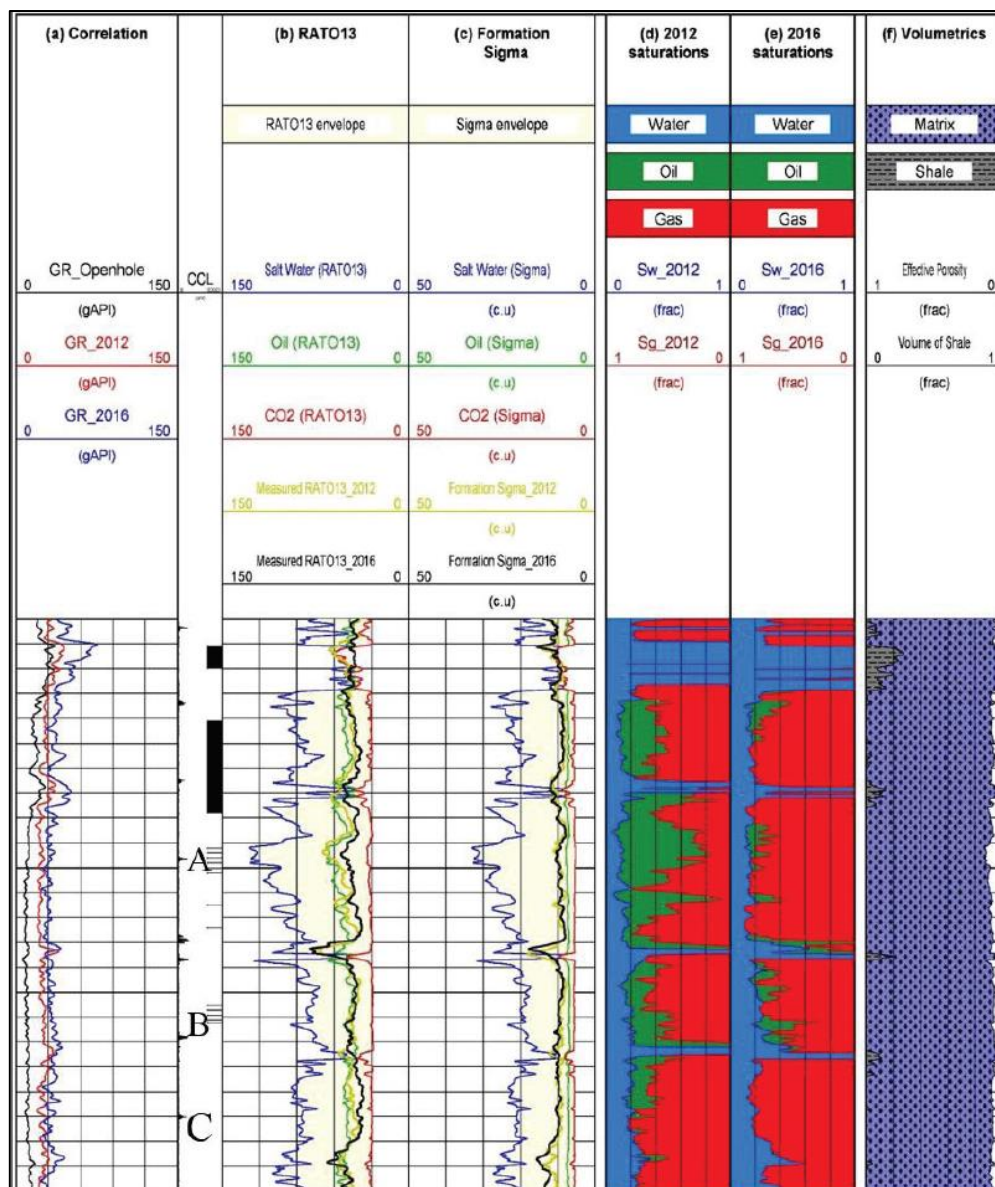 (a) Correlation
(b) RATO13
(c) Formation
Sigma
(d) 2012
saturations
(e) 2016
saturations
(f) Volumetrics
RATO13 envelope
Sigma envelope
Water
Water
Matrix
Oil
Oil
Shale
Gas
Gas
GR_Openhole
0 150
(gAPI)
GR_2012
0 150
(gAPI)
GR_2016
0 150
(gAPI)
CCL
Salt Water (RATO13)
150 0
Oil (RATO13)
150 0
CO2 (RATO13)
150 0
Measured RATO13_2012
150 0
Measured RATO13_2016
150 0
Salt Water (Sigma)
50 0
(c.u)
Oil (Sigma)
50 0
(c.u)
CO2 (Sigma)
50 0
(c.u)
Formation Sigma_2012
50 0
(c.u)
Formation Sigma_2016
50 0
(c.u)
Sw_2012
0 1
(frac)
Sg_2012
1 0
(frac)
Sw_2016
0 1
(frac)
Sg_2016
1 0
(frac)
Effective Porosity
1 0
(frac)
Volume of Shale
0 1
(frac)
A
B
C